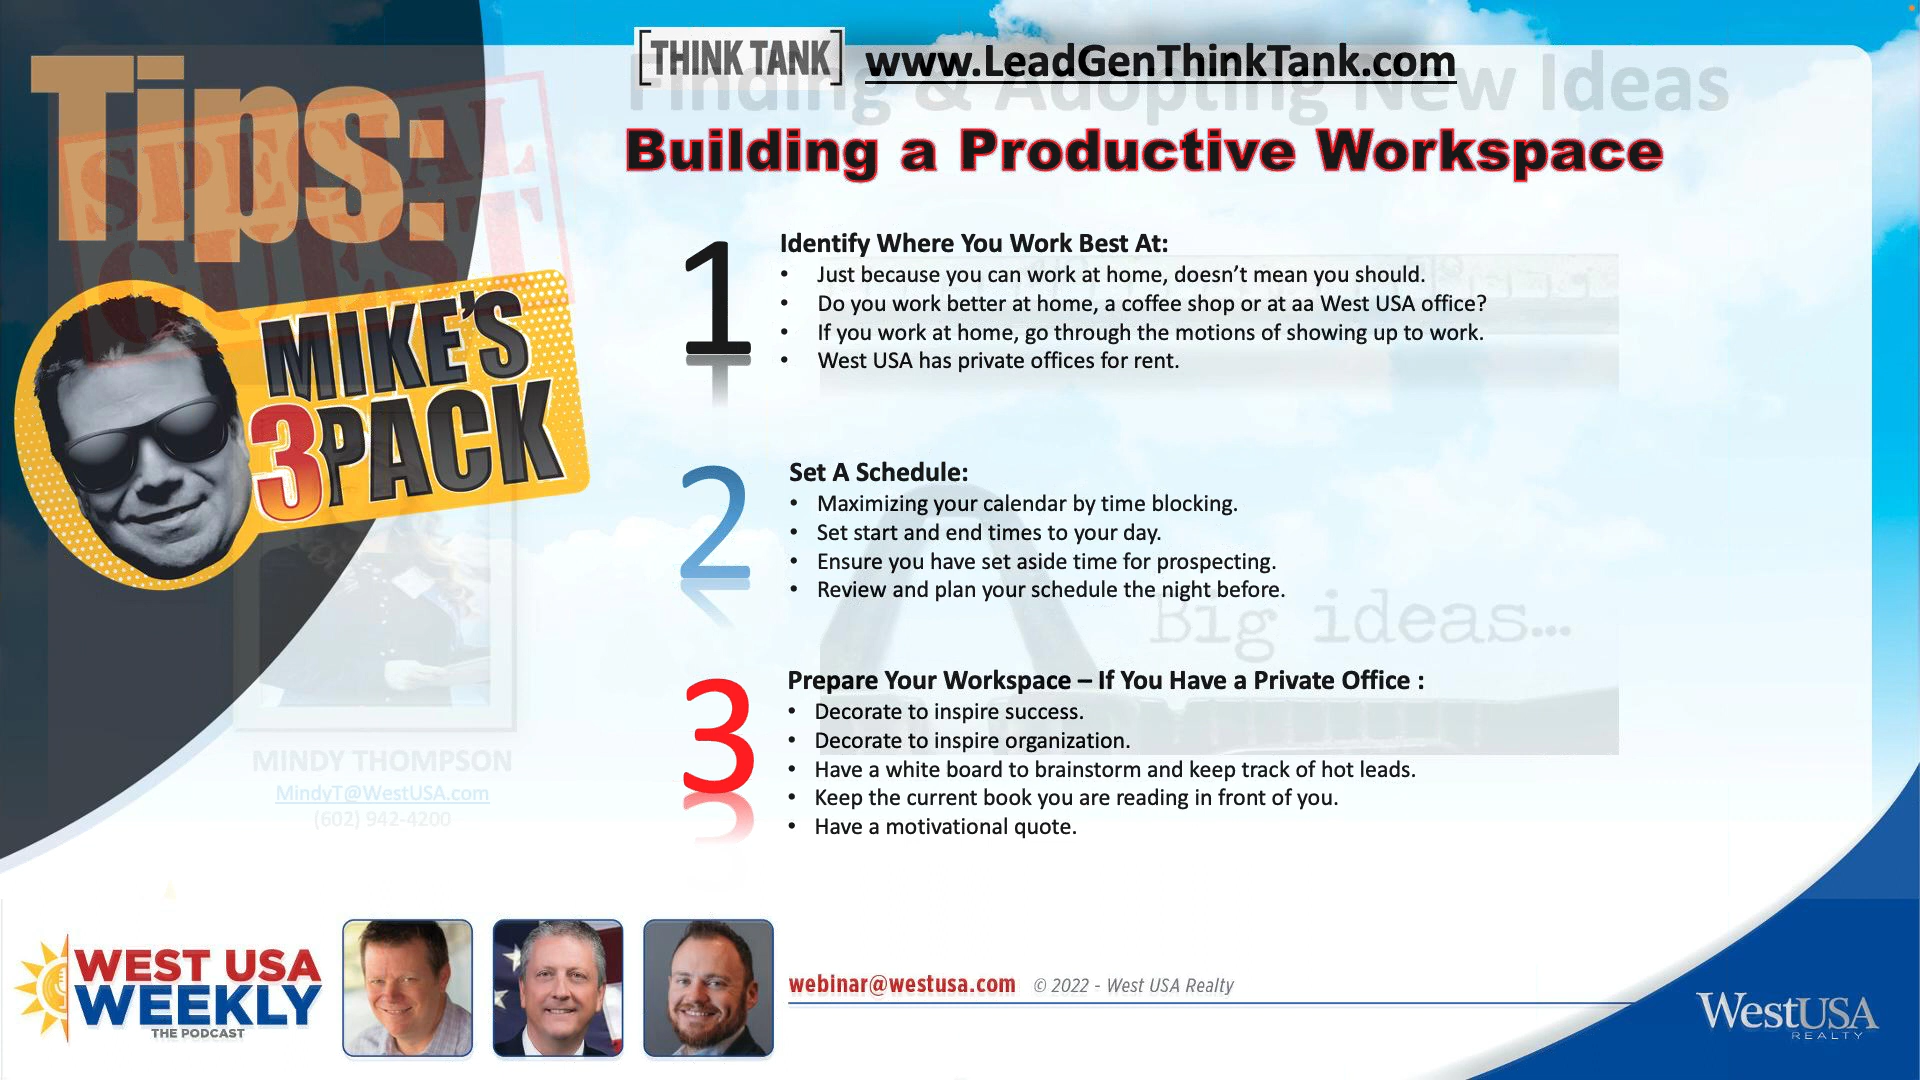 [THINK TANK] www.LeadGenThinkTank.com
Finding & Adopting New Ideas
Tips:
SPECIAL
GUEST
Building a Productive Workspace
MIKE'S
3PACK
1
Identify Where You Work Best At:
• Just because you can work at home, doesn't mean you should.
• Do you work better at home, a coffee shop or at aa West USA office?
• If you work at home, go through the motions of showing up to work.
• West USA has private offices for rent.
2
Set A Schedule:
• Maximizing your calendar by time blocking.
• Set start and end times to your day.
• Ensure you have set aside time for prospecting.
• Review and plan your schedule the night before.
Big ideas...
3
Prepare Your Workspace – If You Have a Private Office :
• Decorate to inspire success.
• Decorate to inspire organization.
• Have a white board to brainstorm and keep track of hot leads.
• Keep the current book you are reading in front of you.
• Have a motivational quote.
MINDY THOMPSON
MindyT@WestUSA.com
(602) 942-4200
WEST USA
WEEKLY
THE PODCAST
webinar@westusa.com © 2022 - West USA Realty
WestUSA
REALTY